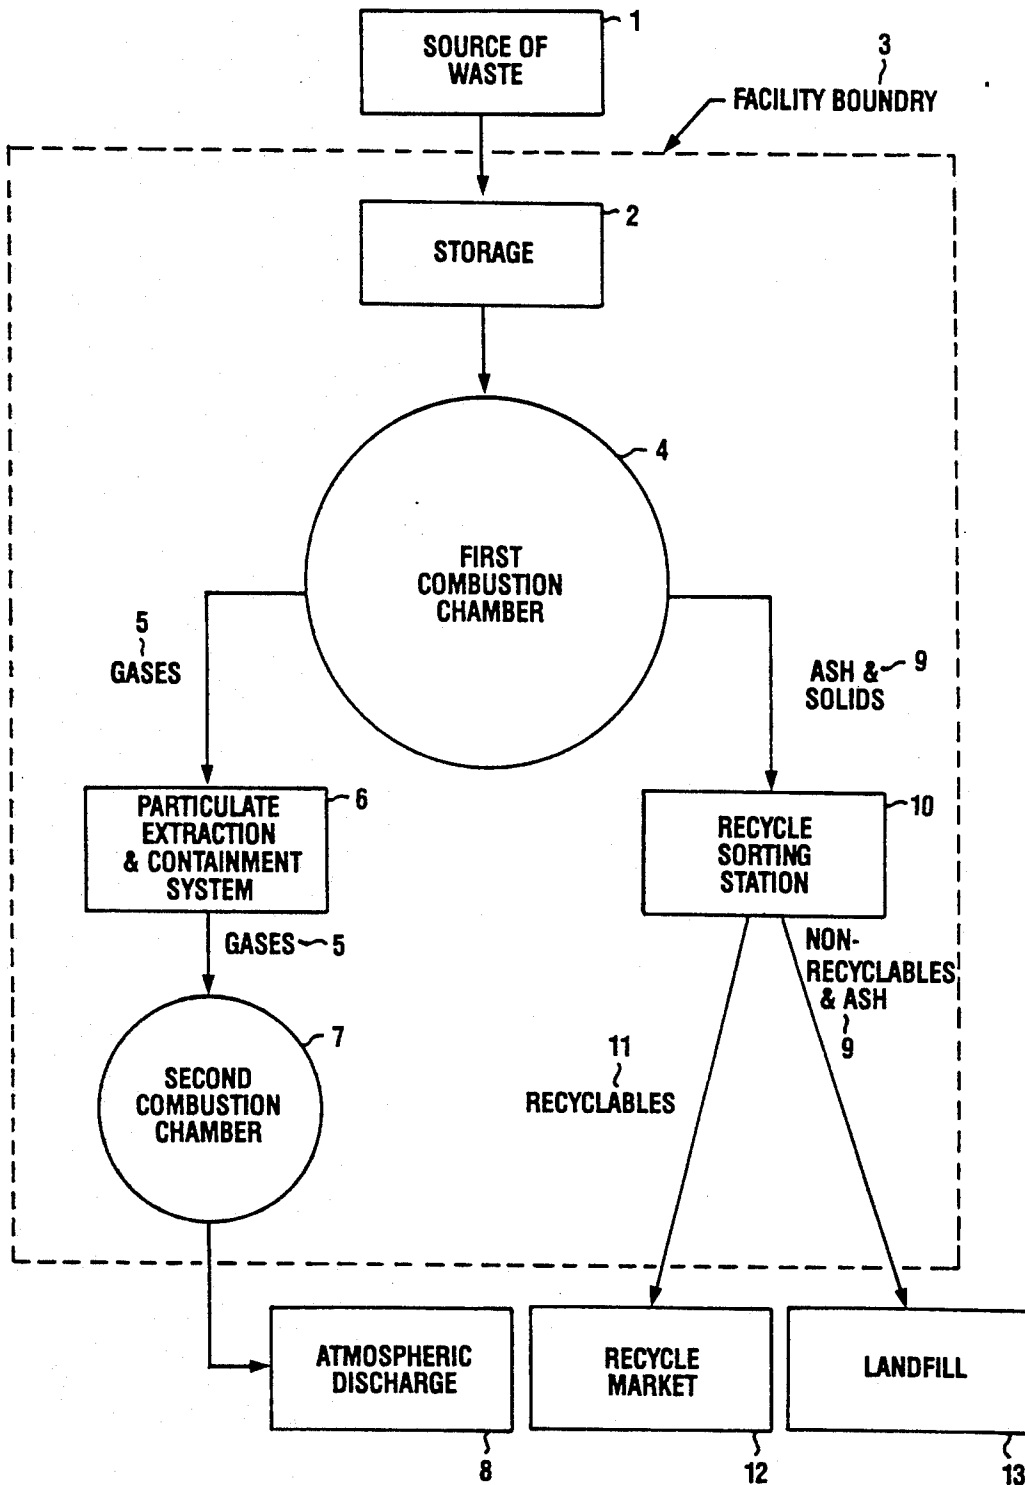 1
SOURCE OF
WASTE
3
FACILITY BOUNDRY
2
STORAGE
4
FIRST
COMBUSTION
CHAMBER
5
GASES
ASH & 9
SOLIDS
6
PARTICULATE
EXTRACTION
& CONTAINMENT
SYSTEM
10
RECYCLE
SORTING
STATION
GASES 5
NON-
RECYCLABLES
& ASH
9
7
SECOND
COMBUSTION
CHAMBER
11
RECYCLABLES
ATMOSPHERIC
DISCHARGE
8
RECYCLE
MARKET
12
LANDFILL
13